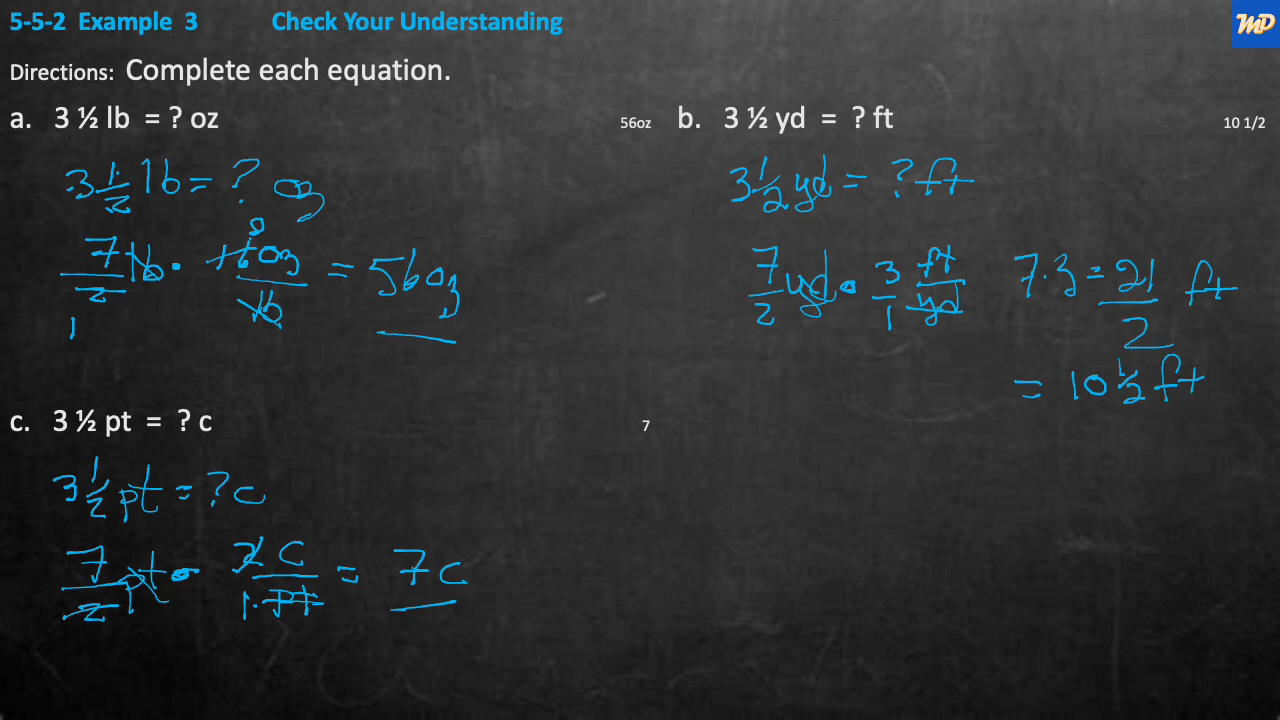 5-5-2 Example 3 Check Your Understanding
MD
Directions: Complete each equation.
a. 3 ½ lb = ? oz 56oz
3 1/2 lb = ? oz
7/2 lb · 16 oz/lb = 56 oz
8
1
b. 3 ½ yd = ? ft 10 1/2
3 1/2 yd = ? ft
7/2 yd · 3/1 ft/yd 7·3 = 21/2 ft
= 10 1/2 ft
c. 3 ½ pt = ? c 7
3 1/2 pt = ? c
7/2 pt · 2 c/1·pt = 7 c